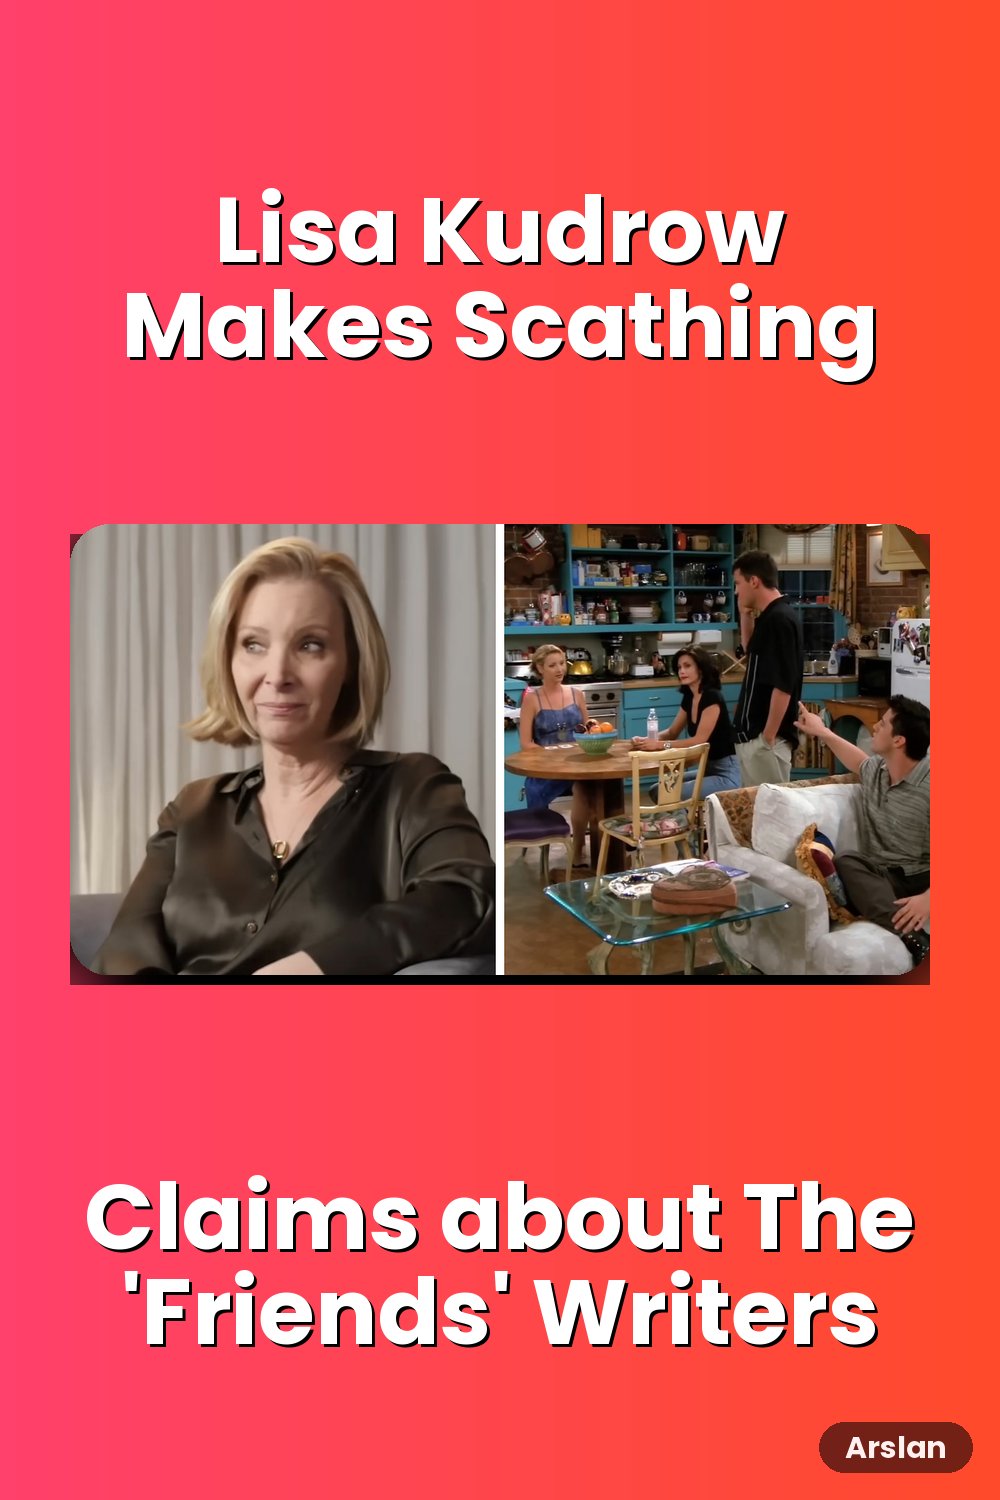 Lisa Kudrow
Makes Scathing
Claims about The
'Friends' Writers
Arslan